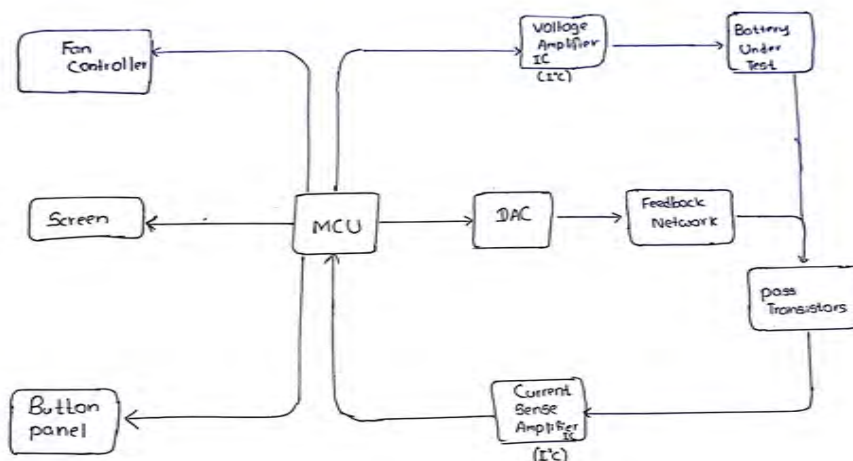 Fan
Controller
Voltage
Amplifier
IC
(I²C)
Battery
Under
Test
Screen
MCU
DAC
Feedback
Network
pass
Transistors
Button
panel
Current
Sense
Amplifier
IC
(I²C)